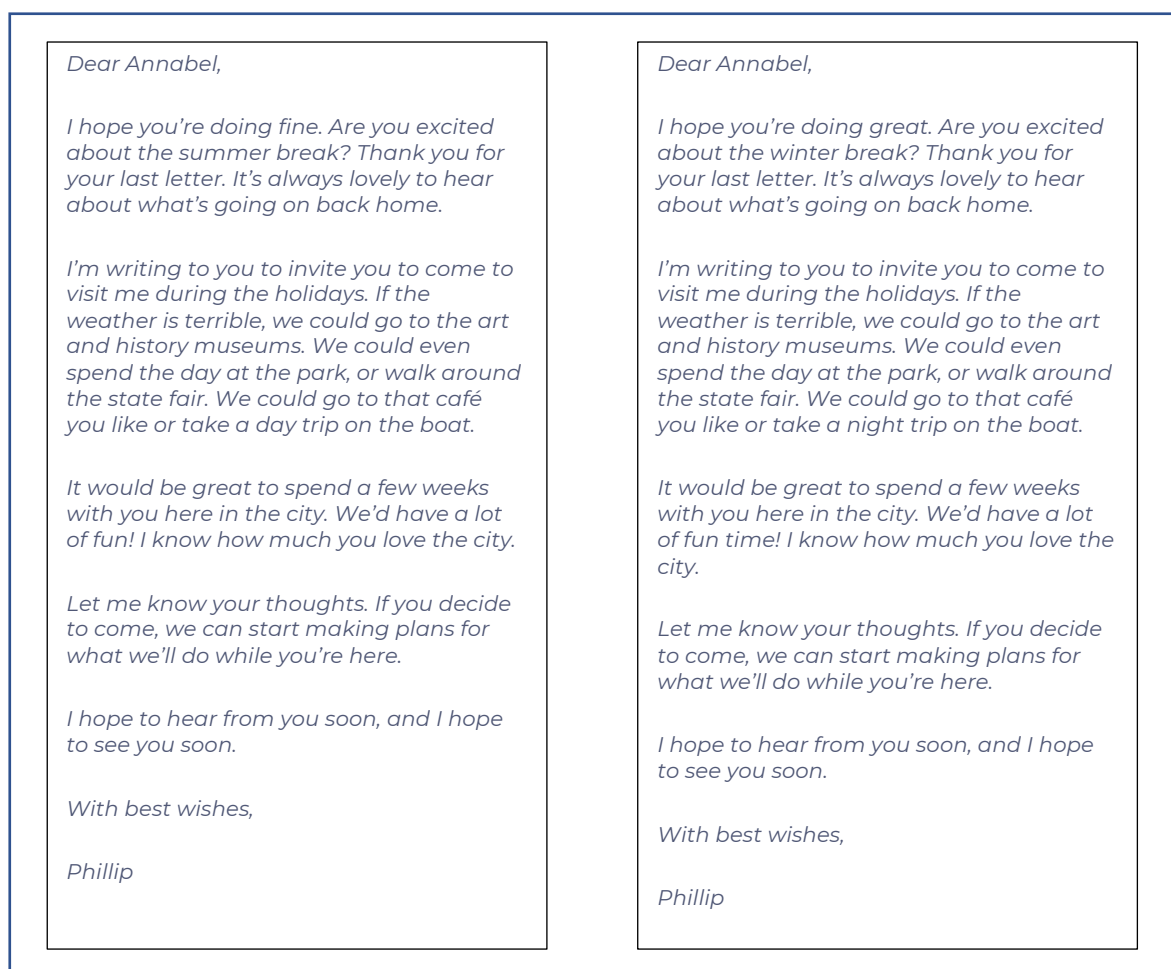 Dear Annabel,
I hope you’re doing fine. Are you excited
about the summer break? Thank you for
your last letter. It’s always lovely to hear
about what’s going on back home.
I’m writing to you to invite you to come to
visit me during the holidays. If the
weather is terrible, we could go to the art
and history museums. We could even
spend the day at the park, or walk around
the state fair. We could go to that café
you like or take a day trip on the boat.
It would be great to spend a few weeks
with you here in the city. We’d have a lot
of fun! I know how much you love the city.
Let me know your thoughts. If you decide
to come, we can start making plans for
what we’ll do while you’re here.
I hope to hear from you soon, and I hope
to see you soon.
With best wishes,
Phillip
Dear Annabel,
I hope you’re doing great. Are you excited
about the winter break? Thank you for
your last letter. It’s always lovely to hear
about what’s going on back home.
I’m writing to you to invite you to come to
visit me during the holidays. If the
weather is terrible, we could go to the art
and history museums. We could even
spend the day at the park, or walk around
the state fair. We could go to that café
you like or take a night trip on the boat.
It would be great to spend a few weeks
with you here in the city. We’d have a lot
of fun time! I know how much you love the
city.
Let me know your thoughts. If you decide
to come, we can start making plans for
what we’ll do while you’re here.
I hope to hear from you soon, and I hope
to see you soon.
With best wishes,
Phillip